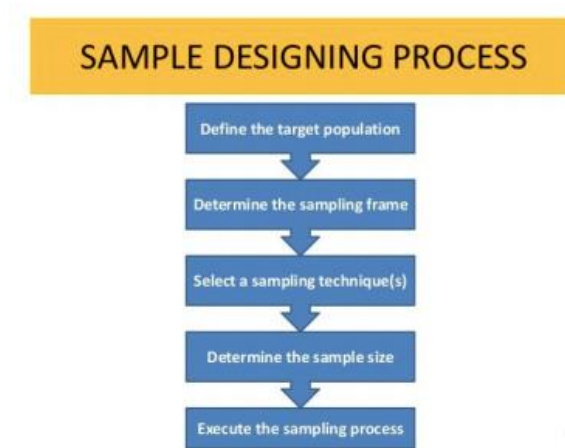 SAMPLE DESIGNING PROCESS
Define the target population
Determine the sampling frame
Select a sampling technique(s)
Determine the sample size
Execute the sampling process